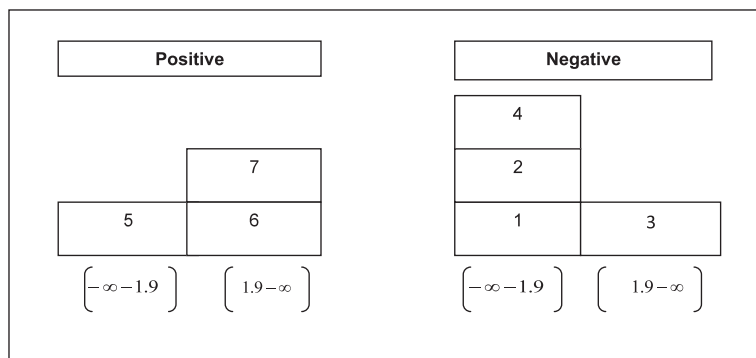 Positive Negative
4
7 2
5 6 1 3
(−∞−1.9) (1.9−∞) (−∞−1.9) (1.9−∞)